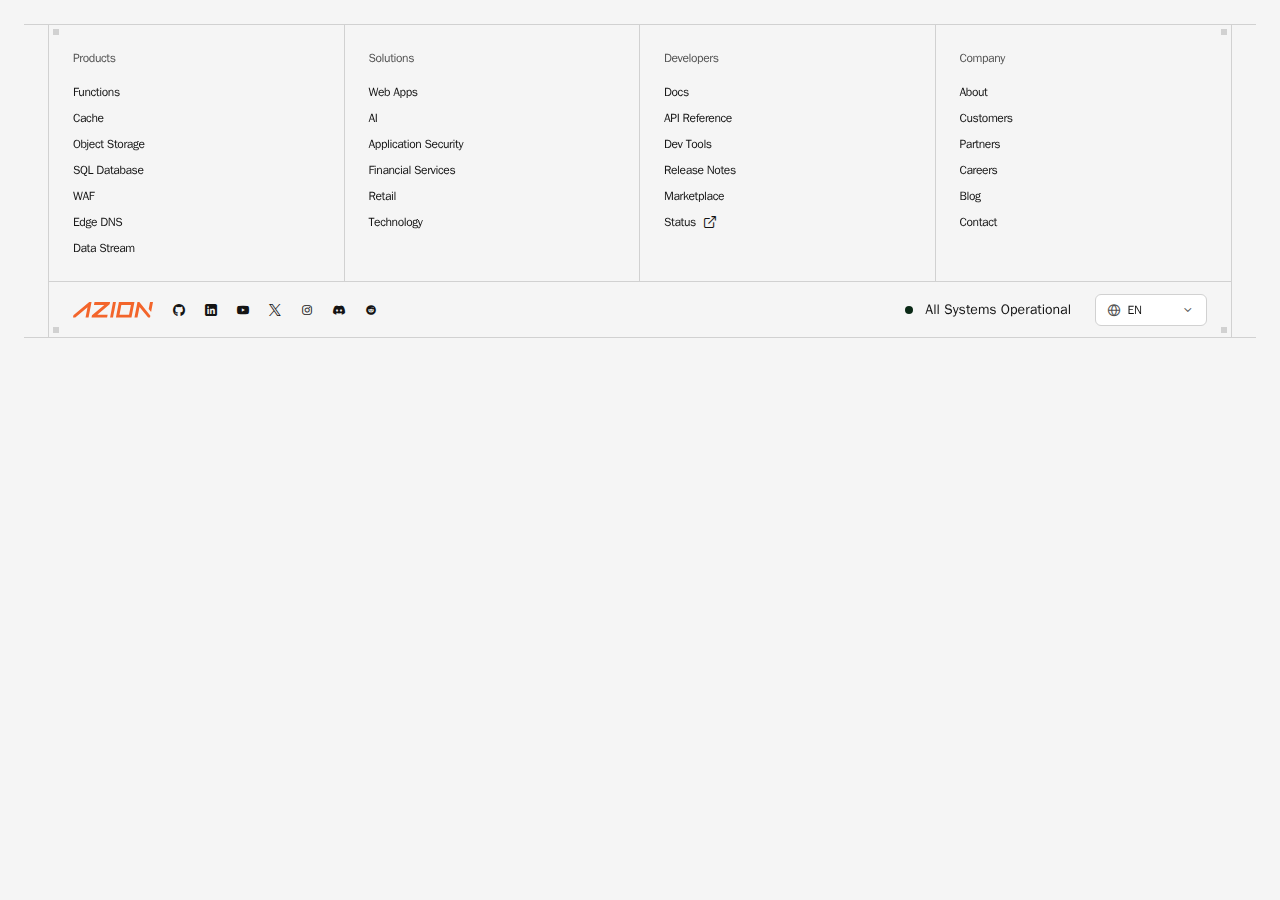 Products
Functions
Cache
Object Storage
SQL Database
WAF
Edge DNS
Data Stream
Solutions
Web Apps
AI
Application Security
Financial Services
Retail
Technology
Developers
Docs
API Reference
Dev Tools
Release Notes
Marketplace
Status
Company
About
Customers
Partners
Careers
Blog
Contact
AZION
All Systems Operational
EN